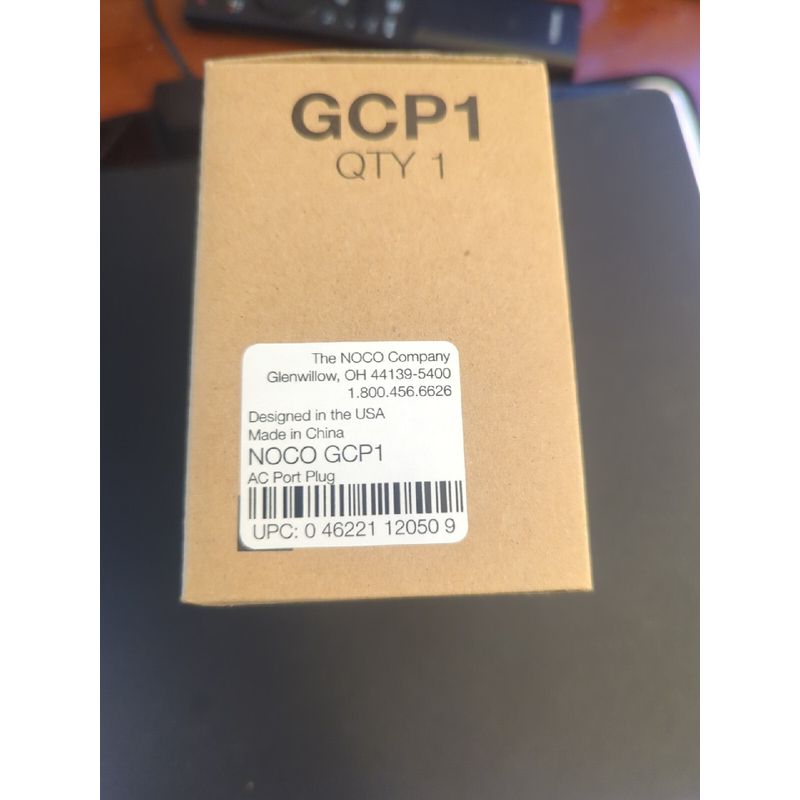 GCP1
QTY 1
The NOCO Company
Glenwillow, OH 44139-5400
1.800.456.6626
Designed in the USA
Made in China
NOCO GCP1
AC Port Plug
UPC: 0 46221 12050 9